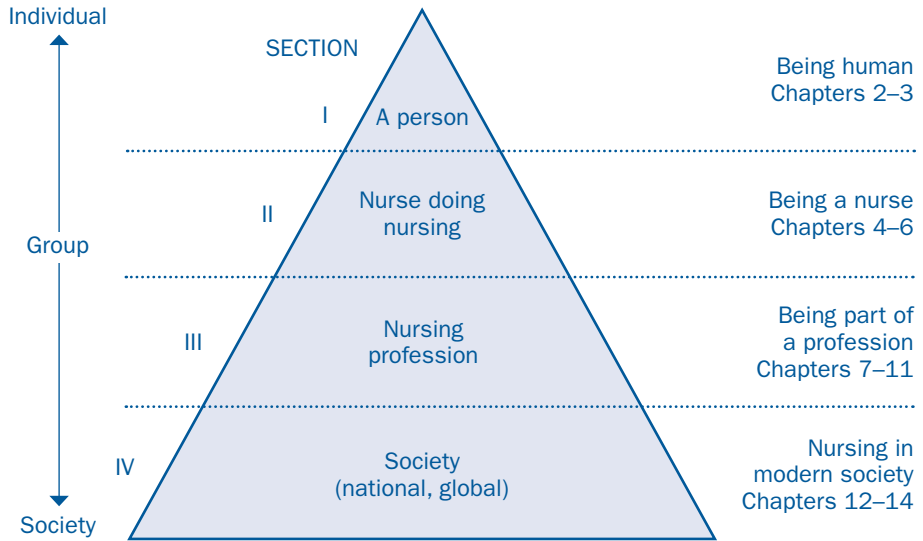 Individual
SECTION
Being human
Chapters 2–3
I
A person
II
Nurse doing
nursing
Being a nurse
Chapters 4–6
Group
III
Nursing
profession
Being part of
a profession
Chapters 7–11
IV
Society
(national, global)
Nursing in
modern society
Chapters 12–14
Society